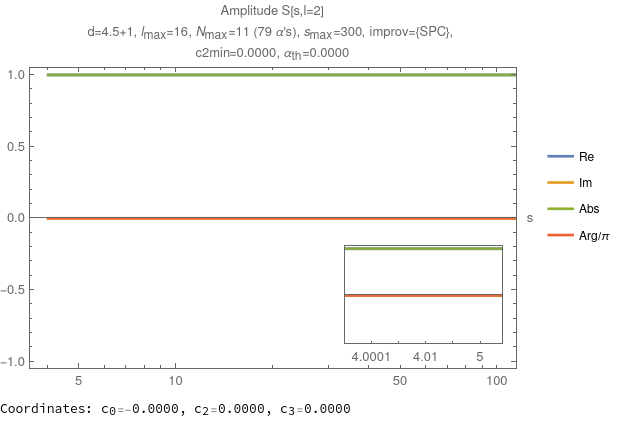 Amplitude S[s,l=2]
d=4.5+1, lmax=16, Nmax=11 (79 α's), smax=300, improv={SPC},
c2min=0.0000, αth=0.0000
1.0
0.5
0.0
-0.5
-1.0
s
5
10
50
100
4.0001
4.01
5
Re
Im
Abs
Arg/π
Coordinates: c0=-0.0000, c2=0.0000, c3=0.0000